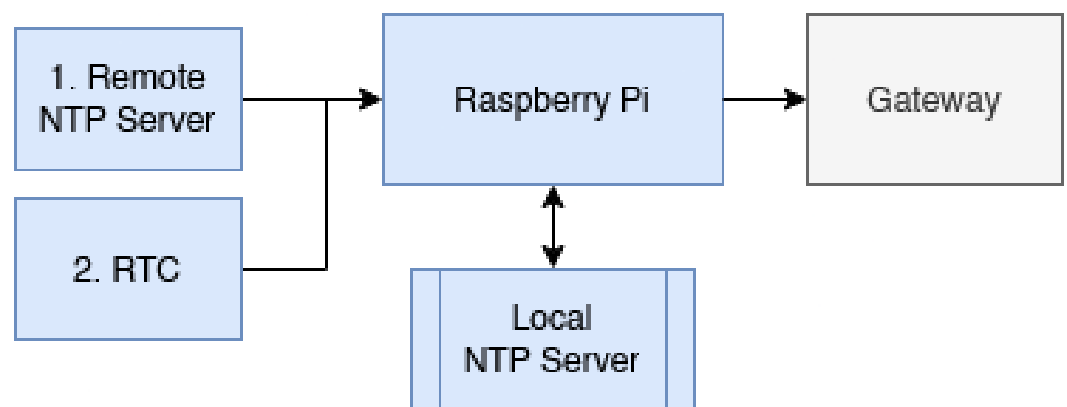 1. Remote
NTP Server
Raspberry Pi
Gateway
2. RTC
Local
NTP Server